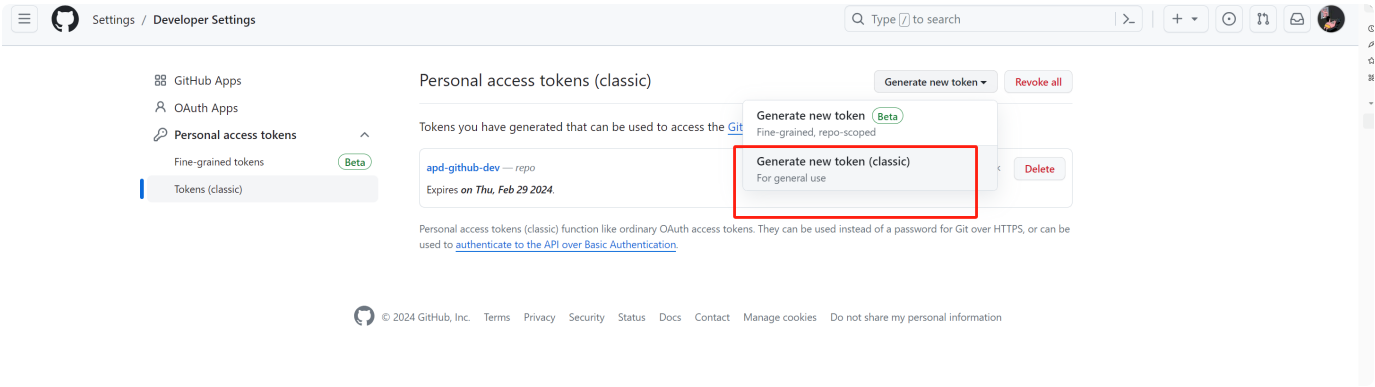 Settings / Developer Settings
Type / to search
GitHub Apps
OAuth Apps
Personal access tokens
Fine-grained tokens Beta
Tokens (classic)
Personal access tokens (classic)
Generate new token
Revoke all
Generate new token Beta
Fine-grained, repo-scoped
Generate new token (classic)
For general use
Tokens you have generated that can be used to access the Git
apd-github-dev — repo
Delete
Expires on Thu, Feb 29 2024.
Personal access tokens (classic) function like ordinary OAuth access tokens. They can be used instead of a password for Git over HTTPS, or can be
used to authenticate to the API over Basic Authentication.
© 2024 GitHub, Inc. Terms Privacy Security Status Docs Contact Manage cookies Do not share my personal information